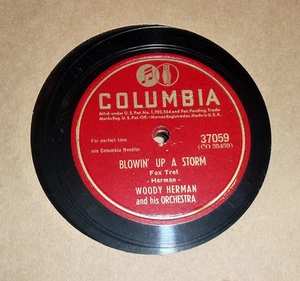 COLUMBIA
Mfd. under U.S. Pat. No. 1,702,564 and Pat. Pending. Trade-
Marks Reg. U.S. Pat. Off. Marcas Registradas. Made in U.S.A.
For perfect tone
use Columbia Needles
37059
(CO 35459)
BLOWIN' UP A STORM
Fox Trot
- Herman -
WOODY HERMAN
and his ORCHESTRA